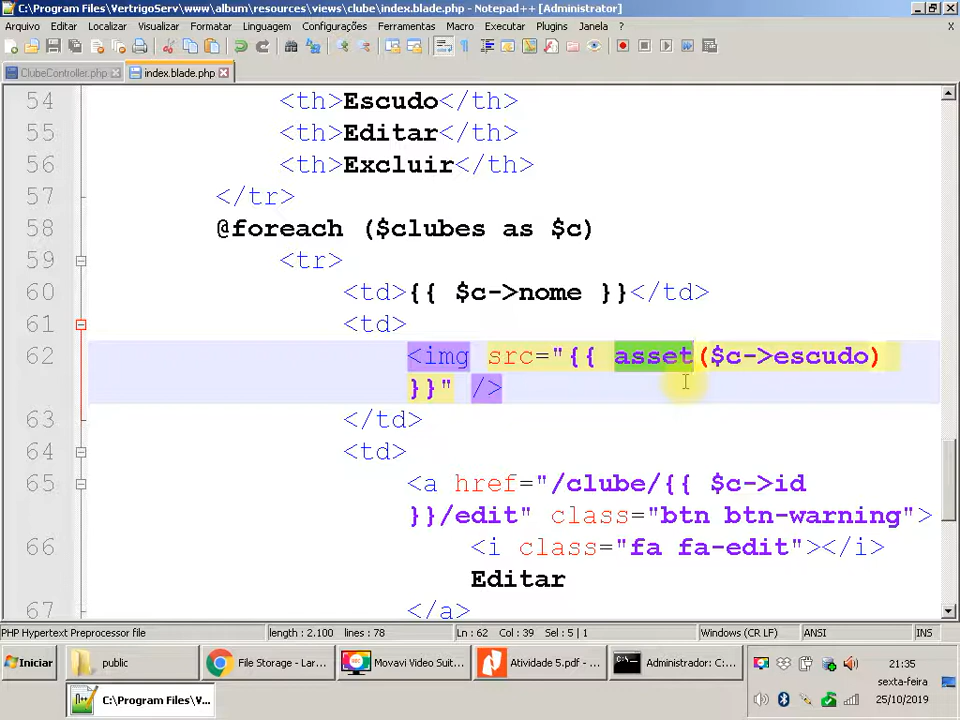 C:\Program Files\VertrigoServ\www\album\resources\views\clube\index.blade.php - Notepad++ [Administrator]
Arquivo Editar Localizar Visualizar Formatar Linguagem Configurações Ferramentas Macro Executar Plugins Janela ? X
ClubeController.php index.blade.php
54 <th>Escudo</th>
55 <th>Editar</th>
56 <th>Excluir</th>
57 </tr>
58 @foreach ($clubes as $c)
59 <tr>
60 <td>{{ $c->nome }}</td>
61 <td>
62 <img src="{{ asset($c->escudo)
}}" />
63 </td>
64 <td>
65 <a href="/clube/{{ $c->id
}}/edit" class="btn btn-warning">
66 <i class="fa fa-edit"></i>
Editar
67 </a>
PHP Hypertext Preprocessor file length : 2.100 lines : 78 Ln : 62 Col : 39 Sel : 5 | 1 Windows (CR LF) ANSI INS
Iniciar public File Storage - Lar... Movavi Video Suit... Atividade 5.pdf - ... Administrador: C:... 21:35
sexta-feira
C:\Program Files\V... 25/10/2019